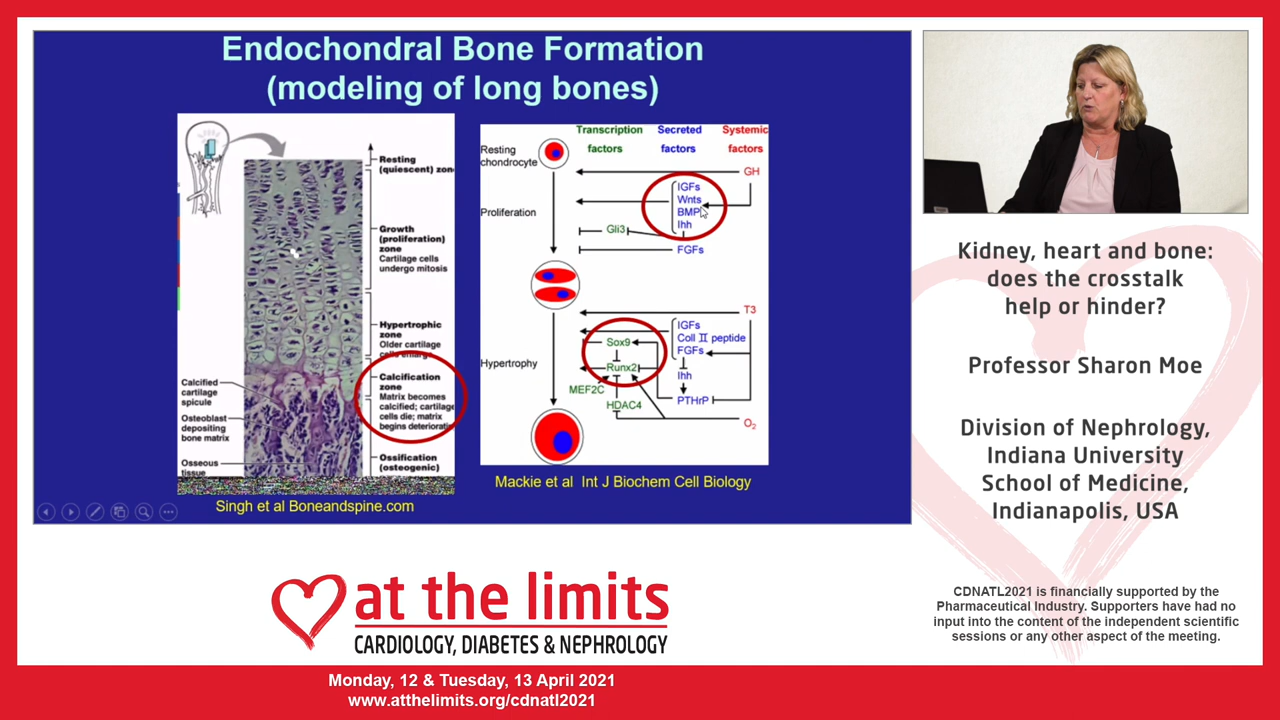 Endochondral Bone Formation
(modeling of long bones)
Resting
(quiescent) zone
Growth
(proliferation)
zone
Cartilage cells
undergo mitosis
Hypertrophic
zone
Older cartilage
cells enlarge
Calcification
zone
Matrix becomes
calcified; cartilage
cells die; matrix
begins deteriorating
Ossification
(osteogenic)
Calcified
cartilage
spicule
Osteoblast
depositing
bone matrix
Osseous
tissue
Singh et al Boneandspine.com
Transcription
factors
Secreted
factors
Systemic
factors
Resting
chondrocyte
GH
IGFs
Wnts
BMP
Ihh
Proliferation
Gli3
FGFs
T3
IGFs
Coll II peptide
FGFs
Sox9
Hypertrophy
Runx2
Ihh
MEF2C
PTHrP
HDAC4
O2
Mackie et al Int J Biochem Cell Biology
Kidney, heart and bone:
does the crosstalk
help or hinder?
Professor Sharon Moe
Division of Nephrology,
Indiana University
School of Medicine,
Indianapolis, USA
CDNATL2021 is financially supported by the
Pharmaceutical Industry. Supporters have had no
input into the content of the independent scientific
sessions or any other aspect of the meeting.
at the limits
CARDIOLOGY, DIABETES & NEPHROLOGY
Monday, 12 & Tuesday, 13 April 2021
www.atthelimits.org/cdnatl2021